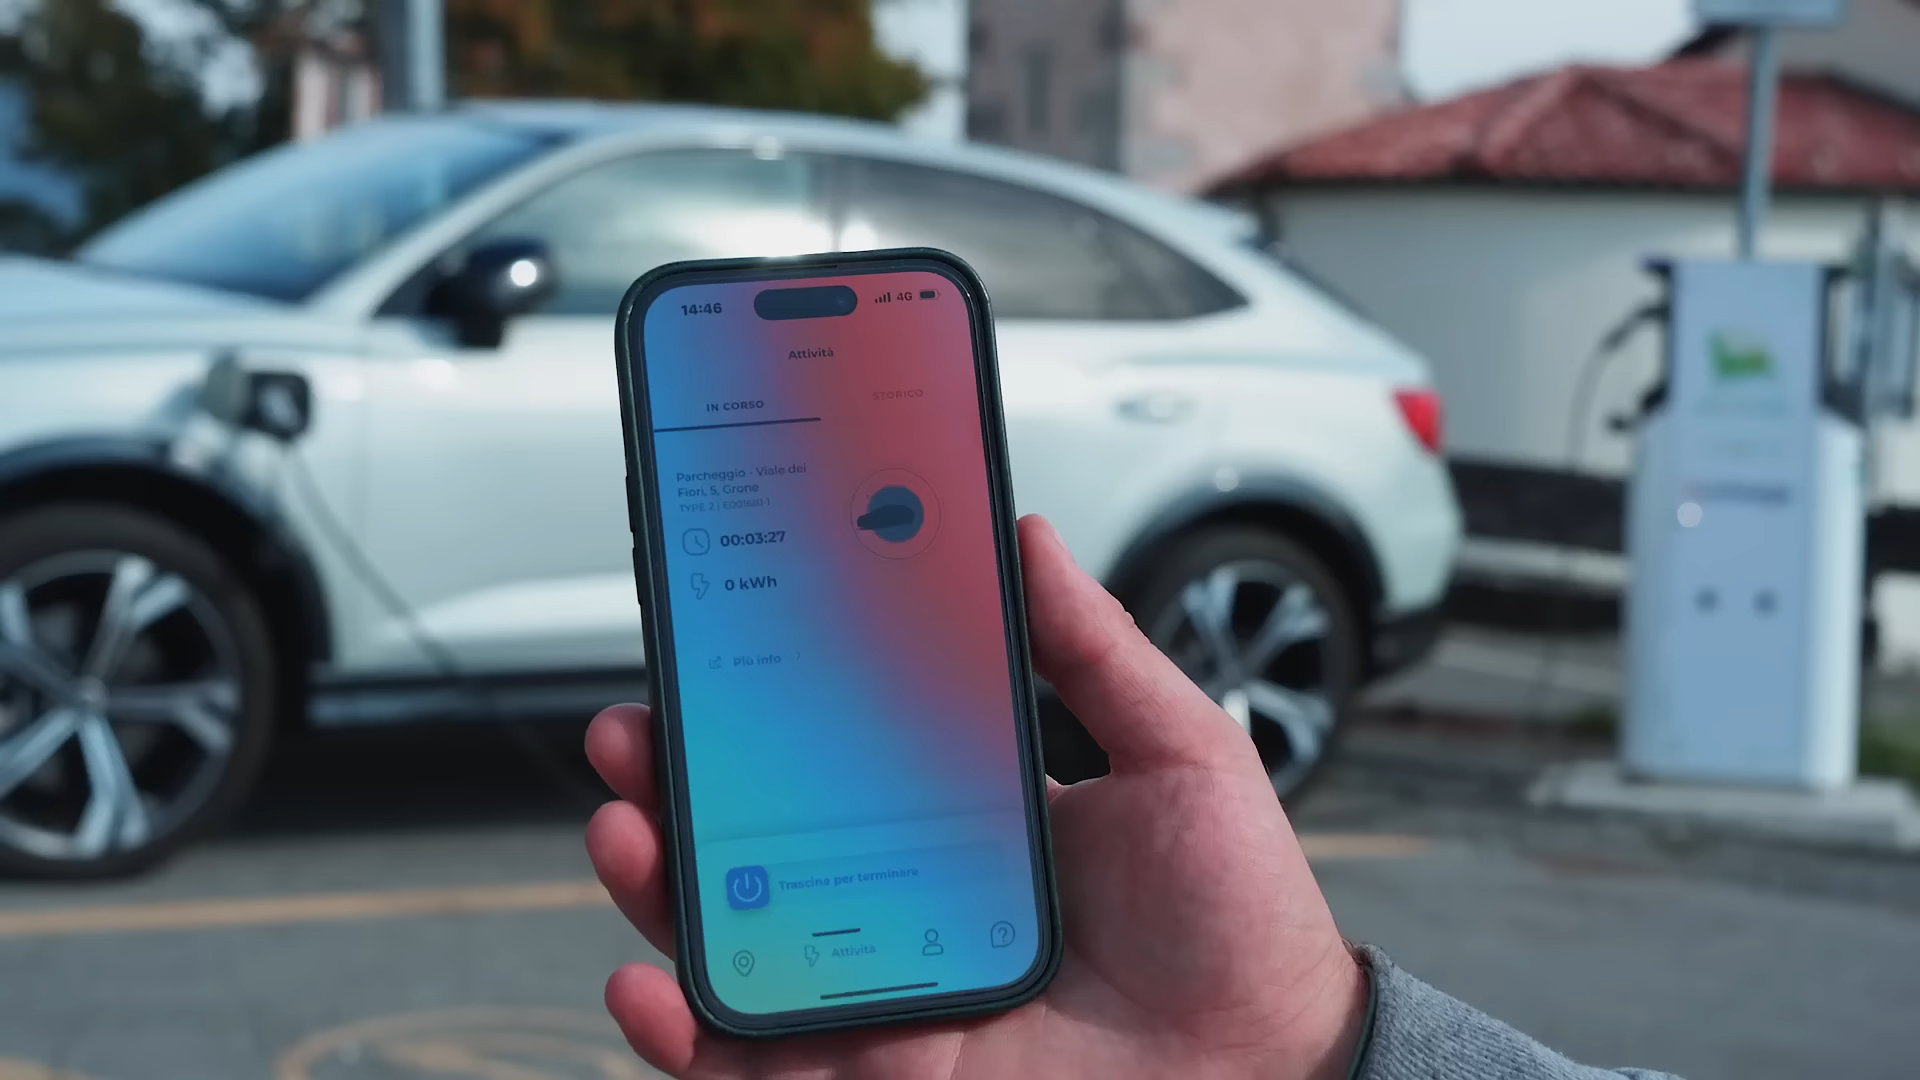 14:46
4G
Attività
IN CORSO
STORICO
Parcheggio - Viale dei
Fiori, 5, Grone
TYPE 2 |
00:03:27
0 kWh
Più info
Trascina per terminare
Attività